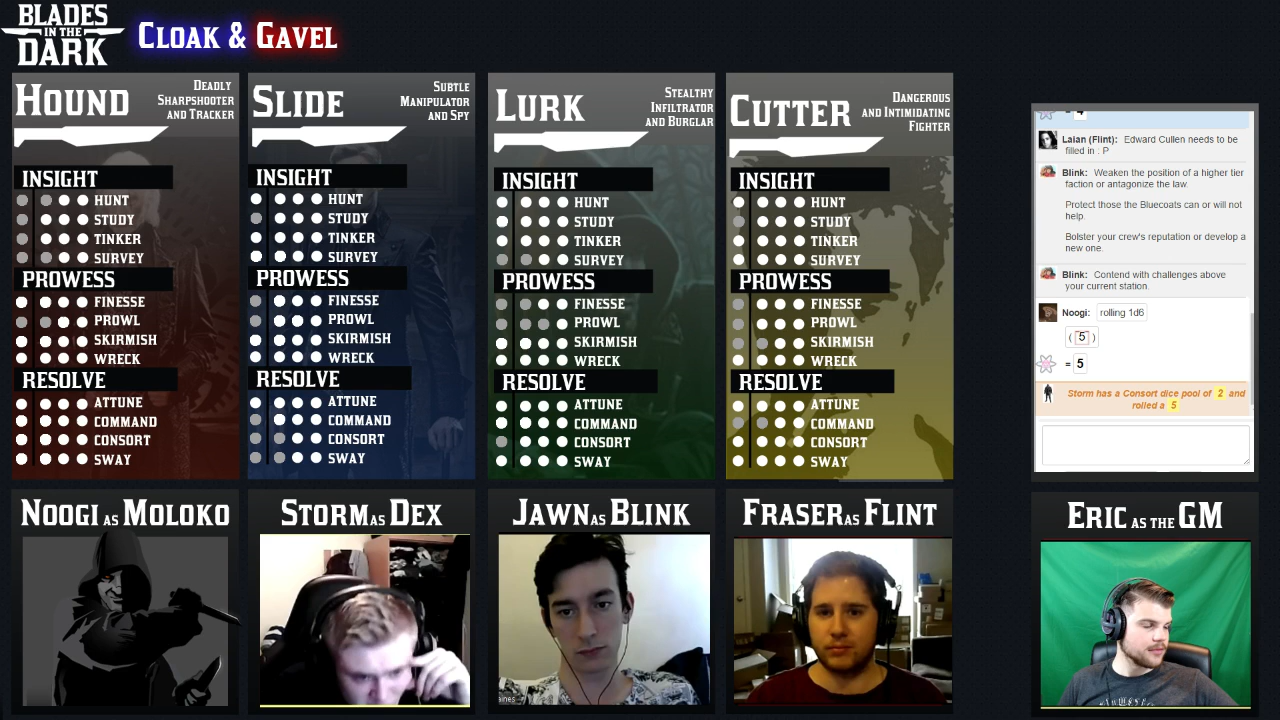 BLADES
IN THE
DARK
CLOAK & GAVEL
HOUND
DEADLY
SHARPSHOOTER
AND TRACKER
INSIGHT
HUNT
STUDY
TINKER
SURVEY
PROWESS
FINESSE
PROWL
SKIRMISH
WRECK
RESOLVE
ATTUNE
COMMAND
CONSORT
SWAY
NOOGI AS MOLOKO
SLIDE
SUBTLE
MANIPULATOR
AND SPY
INSIGHT
HUNT
STUDY
TINKER
SURVEY
PROWESS
FINESSE
PROWL
SKIRMISH
WRECK
RESOLVE
ATTUNE
COMMAND
CONSORT
SWAY
STORM AS DEX
LURK
STEALTHY
INFILTRATOR
AND BURGLAR
INSIGHT
HUNT
STUDY
TINKER
SURVEY
PROWESS
FINESSE
PROWL
SKIRMISH
WRECK
RESOLVE
ATTUNE
COMMAND
CONSORT
SWAY
JAWN AS BLINK
CUTTER
DANGEROUS
AND INTIMIDATING
FIGHTER
INSIGHT
HUNT
STUDY
TINKER
SURVEY
PROWESS
FINESSE
PROWL
SKIRMISH
WRECK
RESOLVE
ATTUNE
COMMAND
CONSORT
SWAY
FRASER AS FLINT
Laian (Flint): Edward Cullen needs to be
filled in : P
Blink: Weaken the position of a higher tier
faction or antagonize the law.
Protect those the Bluecoats can or will not
help.
Bolster your crew's reputation or develop a
new one.
Blink: Contend with challenges above
your current station.
Noogi: rolling 1d6
( 5 )
= 5
Storm has a Consort dice pool of 2 and
rolled a 5
ERIC AS THE GM